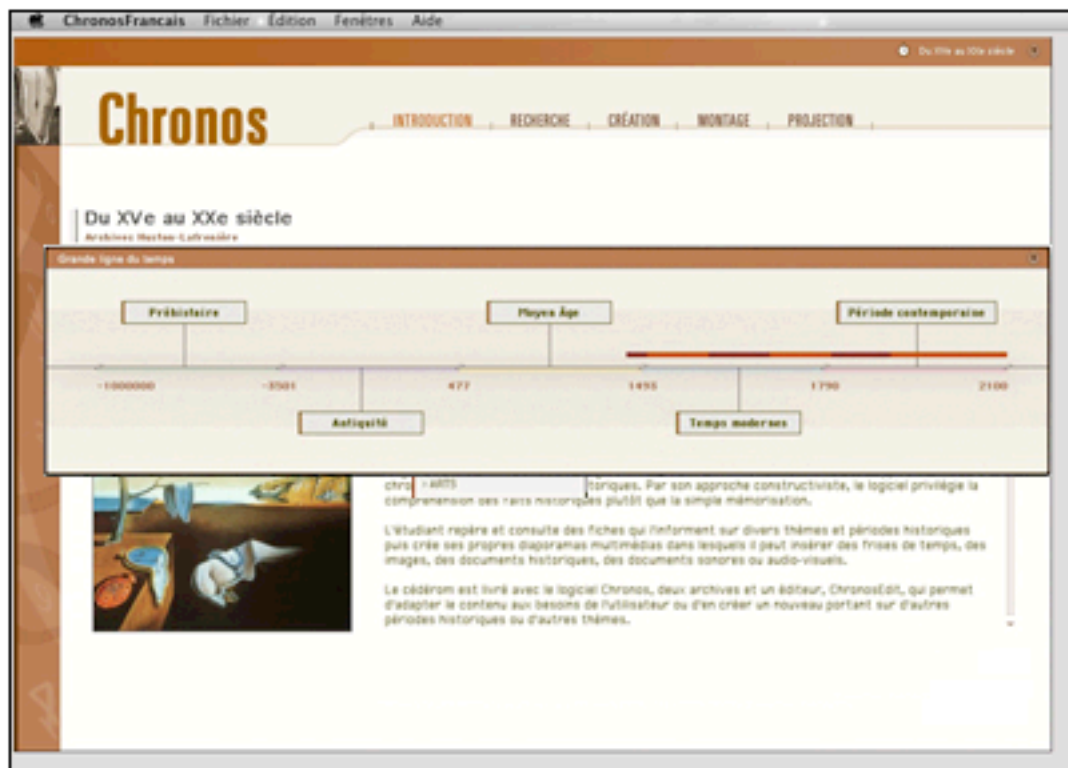 ChronosFrancais Fichier Édition Fenêtres Aide
Du XVe au XXe siècle
Chronos
INTRODUCTION RECHERCHE CRÉATION MONTAGE PROJECTION
Du XVe au XXe siècle
Archives
Grande ligne du temps
Préhistoire Moyen Âge Période contemporaine
-1000000 -3501 477 1493 1790 2100
Antiquité Temps modernes
ARTS
toriques. Par son approche constructiviste, le logiciel privilégie la
compréhension des faits historiques plutôt que la simple mémorisation.
L'étudiant repère et consulte des fiches qui l'informent sur divers thèmes et périodes historiques
puis crée ses propres diaporamas multimédias dans lesquels il peut insérer des frises de temps, des
images, des documents historiques, des documents sonores ou audio-visuels.
Le cédérom est livré avec le logiciel Chronos, deux archives et un éditeur, ChronosEdit, qui permet
d'adapter le contenu aux besoins de l'utilisateur ou d'en créer un nouveau portant sur d'autres
périodes historiques ou d'autres thèmes.